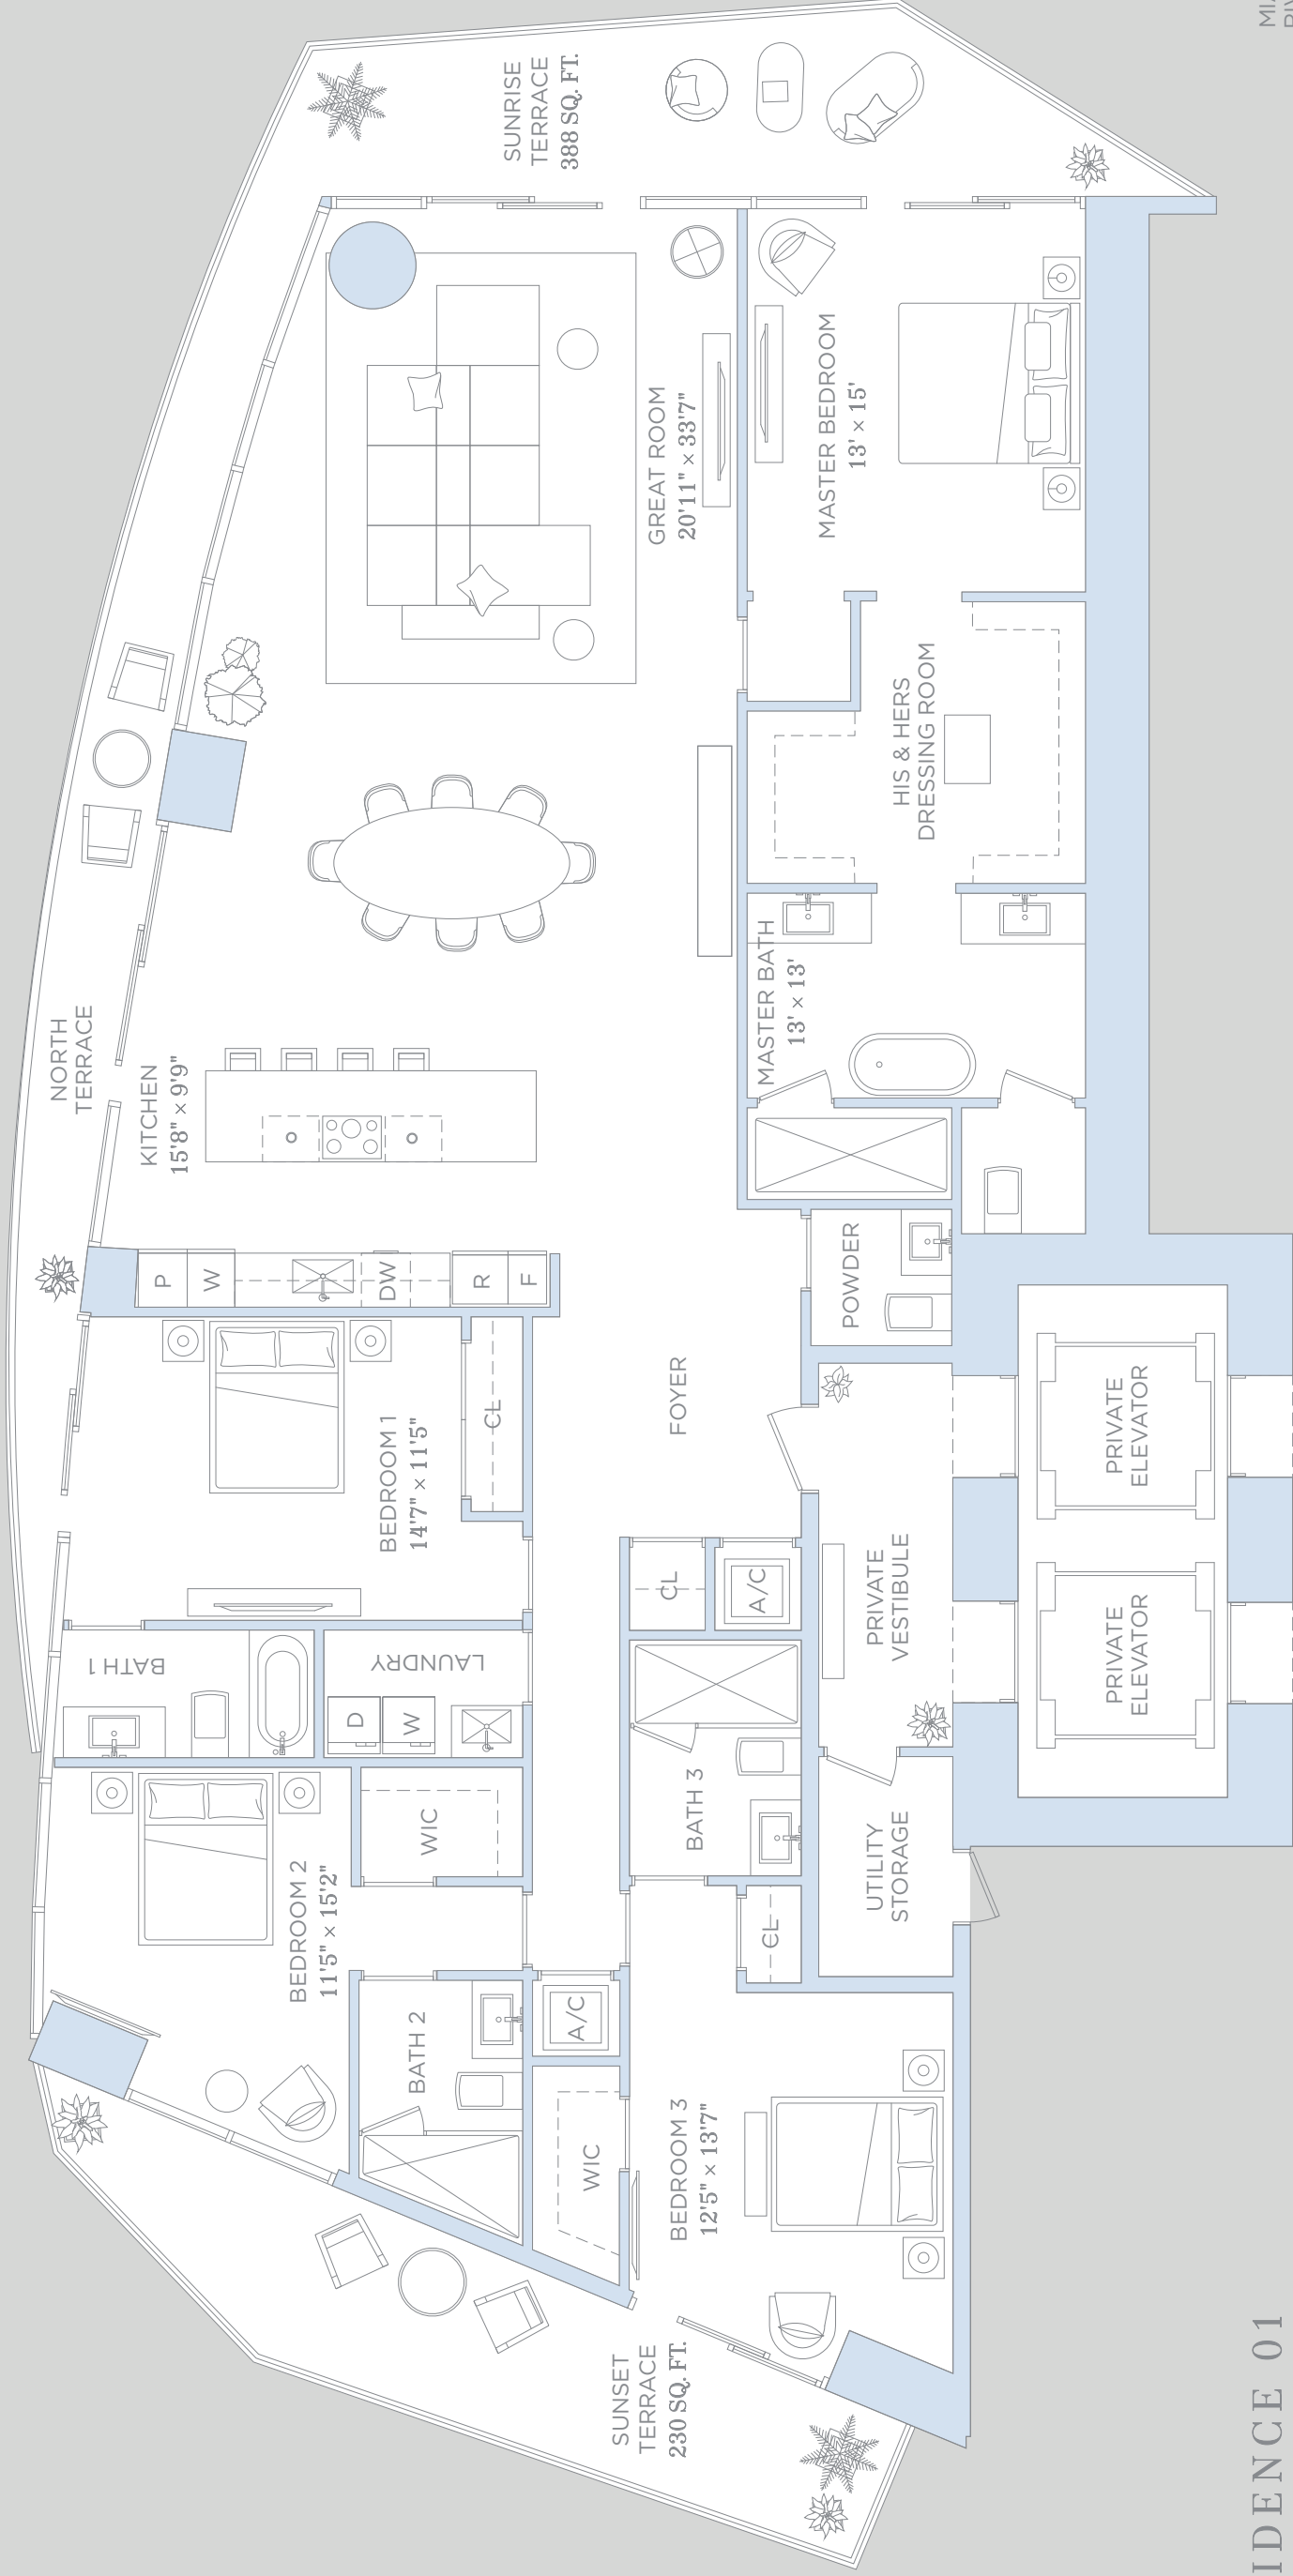 SUNRISE
TERRACE
388 SQ. FT.
GREAT ROOM
20'11" × 33'7"
MASTER BEDROOM
13' × 15'
HIS & HERS
DRESSING ROOM
MASTER BATH
13' × 13'
NORTH
TERRACE
KITCHEN
15'8" × 9'9"
P
W
DW
R
F
POWDER
FOYER
BEDROOM 1
14'7" × 11'5"
CL
PRIVATE
ELEVATOR
CL
A/C
PRIVATE
VESTIBULE
PRIVATE
ELEVATOR
BATH 1
LAUNDRY
D
W
BATH 3
WIC
BEDROOM 2
11'5" × 15'2"
UTILITY
STORAGE
CL
BATH 2
A/C
WIC
BEDROOM 3
12'5" × 13'7"
SUNSET
TERRACE
230 SQ. FT.
IDENCE 01